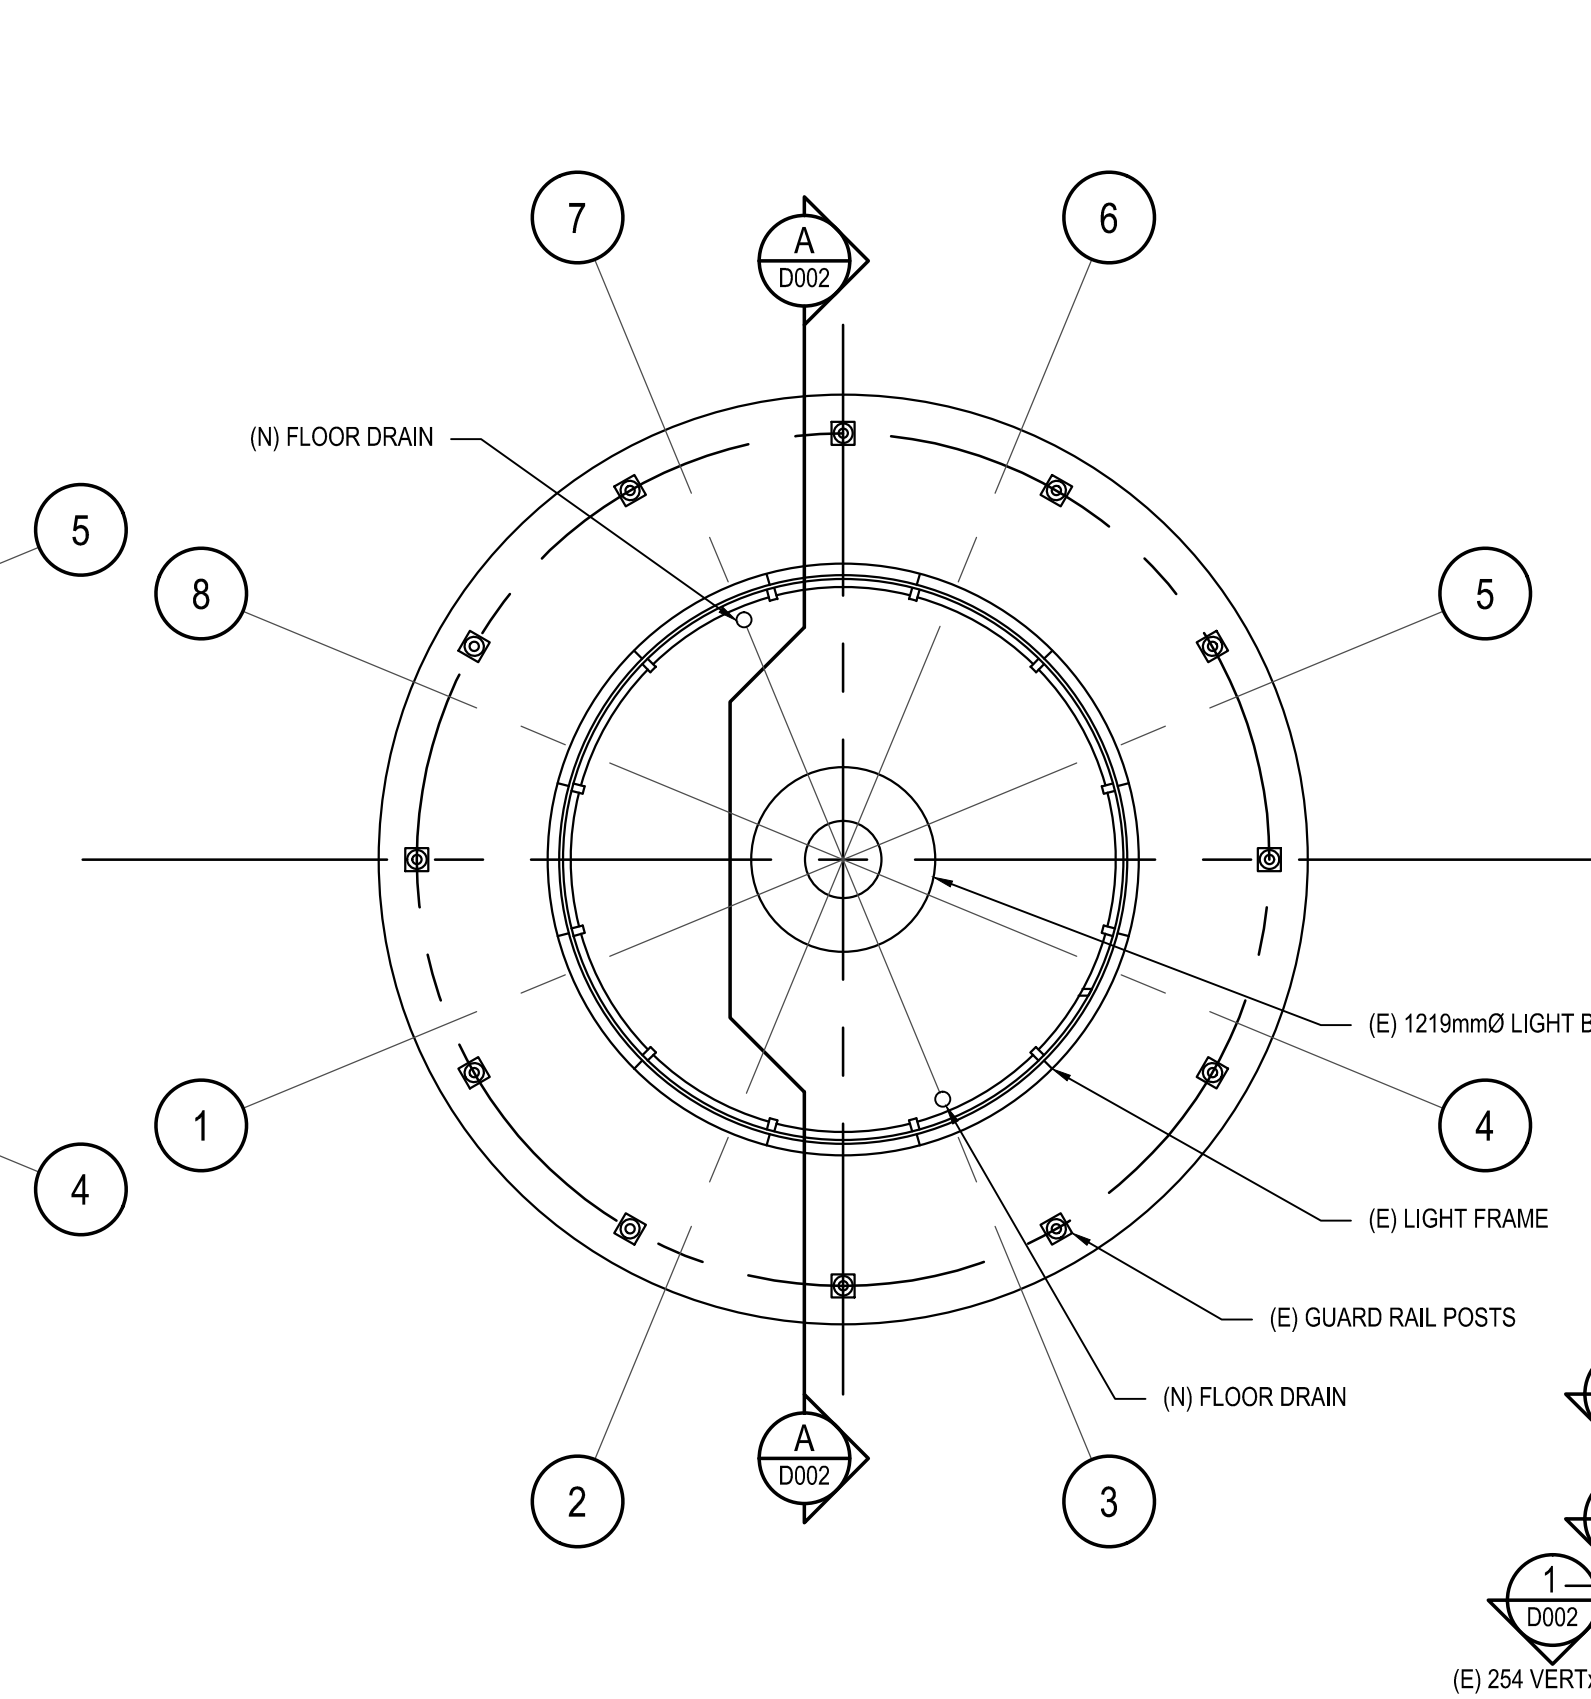 7
6
A
D002
(N) FLOOR DRAIN
5
8
5
(E) 1219mmØ LIGHT B
1
4
4
(E) LIGHT FRAME
(E) GUARD RAIL POSTS
(N) FLOOR DRAIN
A
D002
2
3
1
D002
(E) 254 VERT